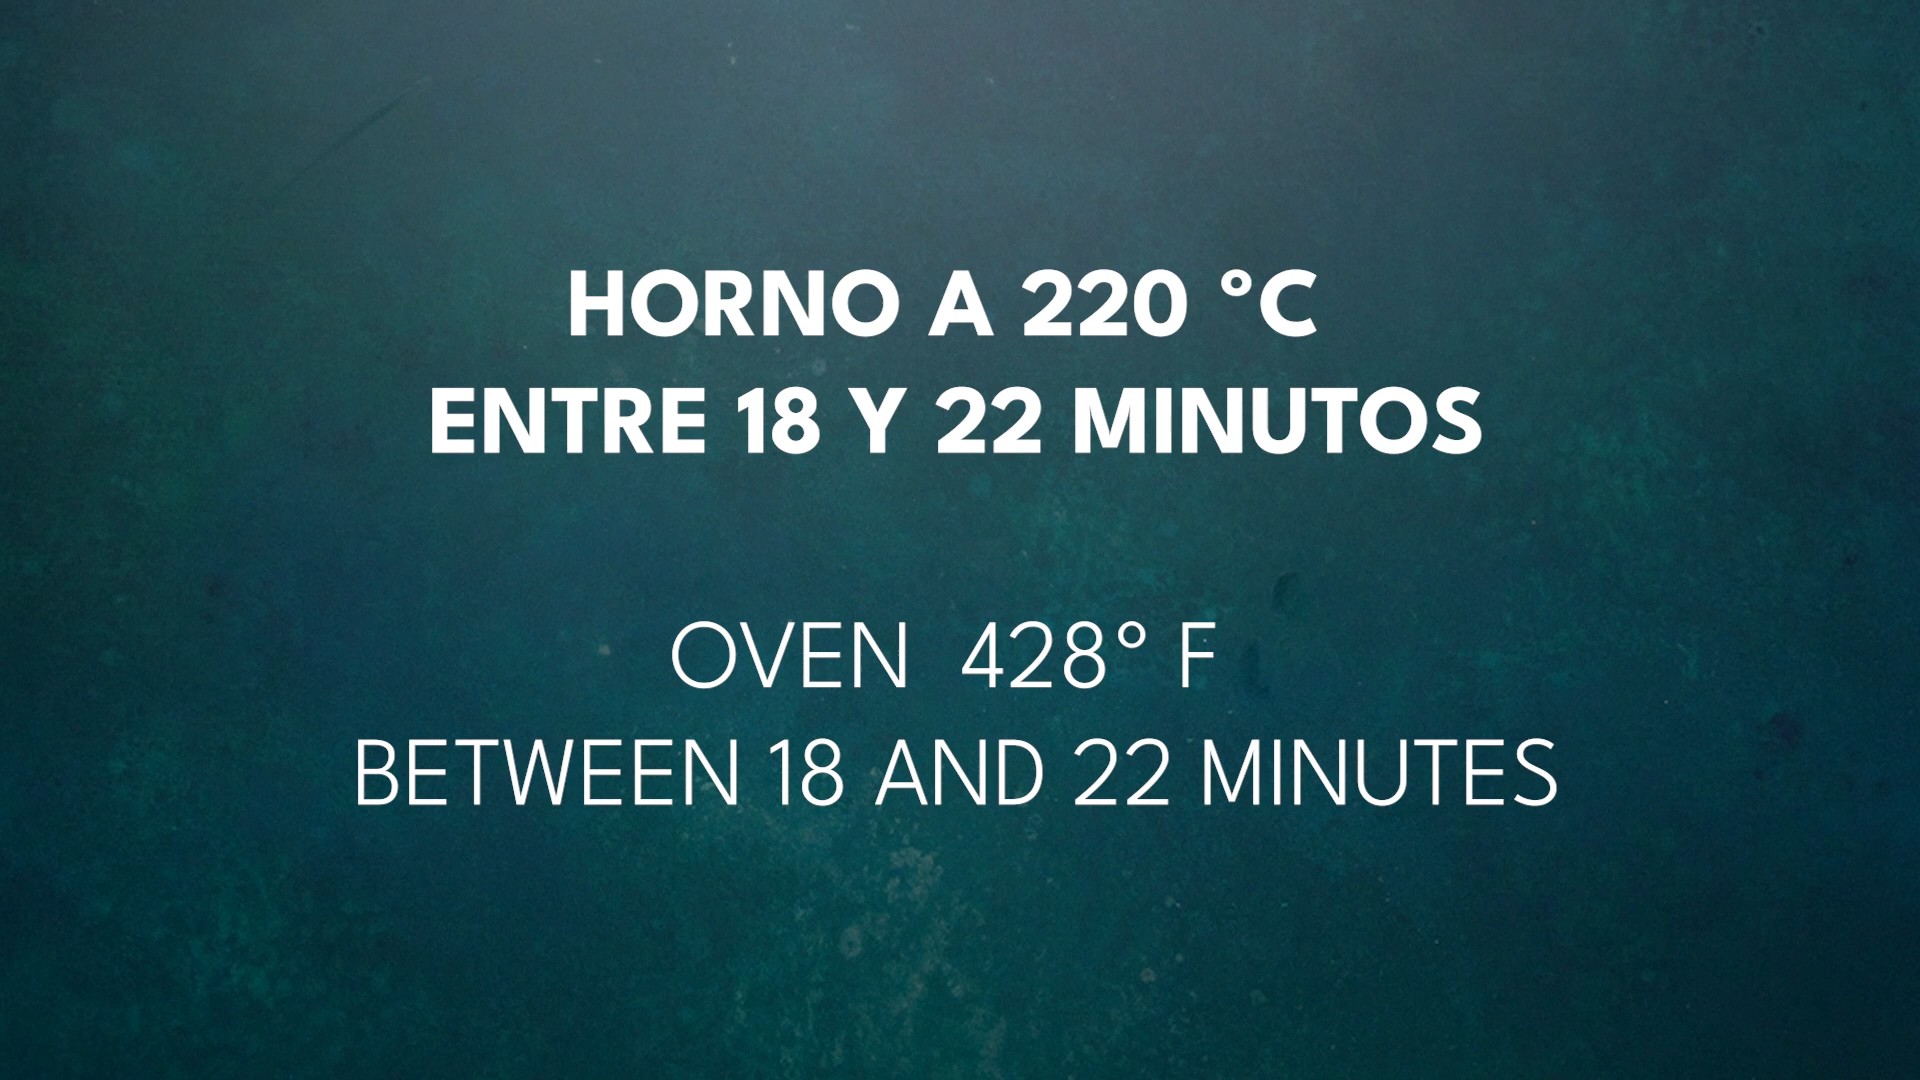 HORNO A 220 °C
ENTRE 18 Y 22 MINUTOS
OVEN 428° F
BETWEEN 18 AND 22 MINUTES